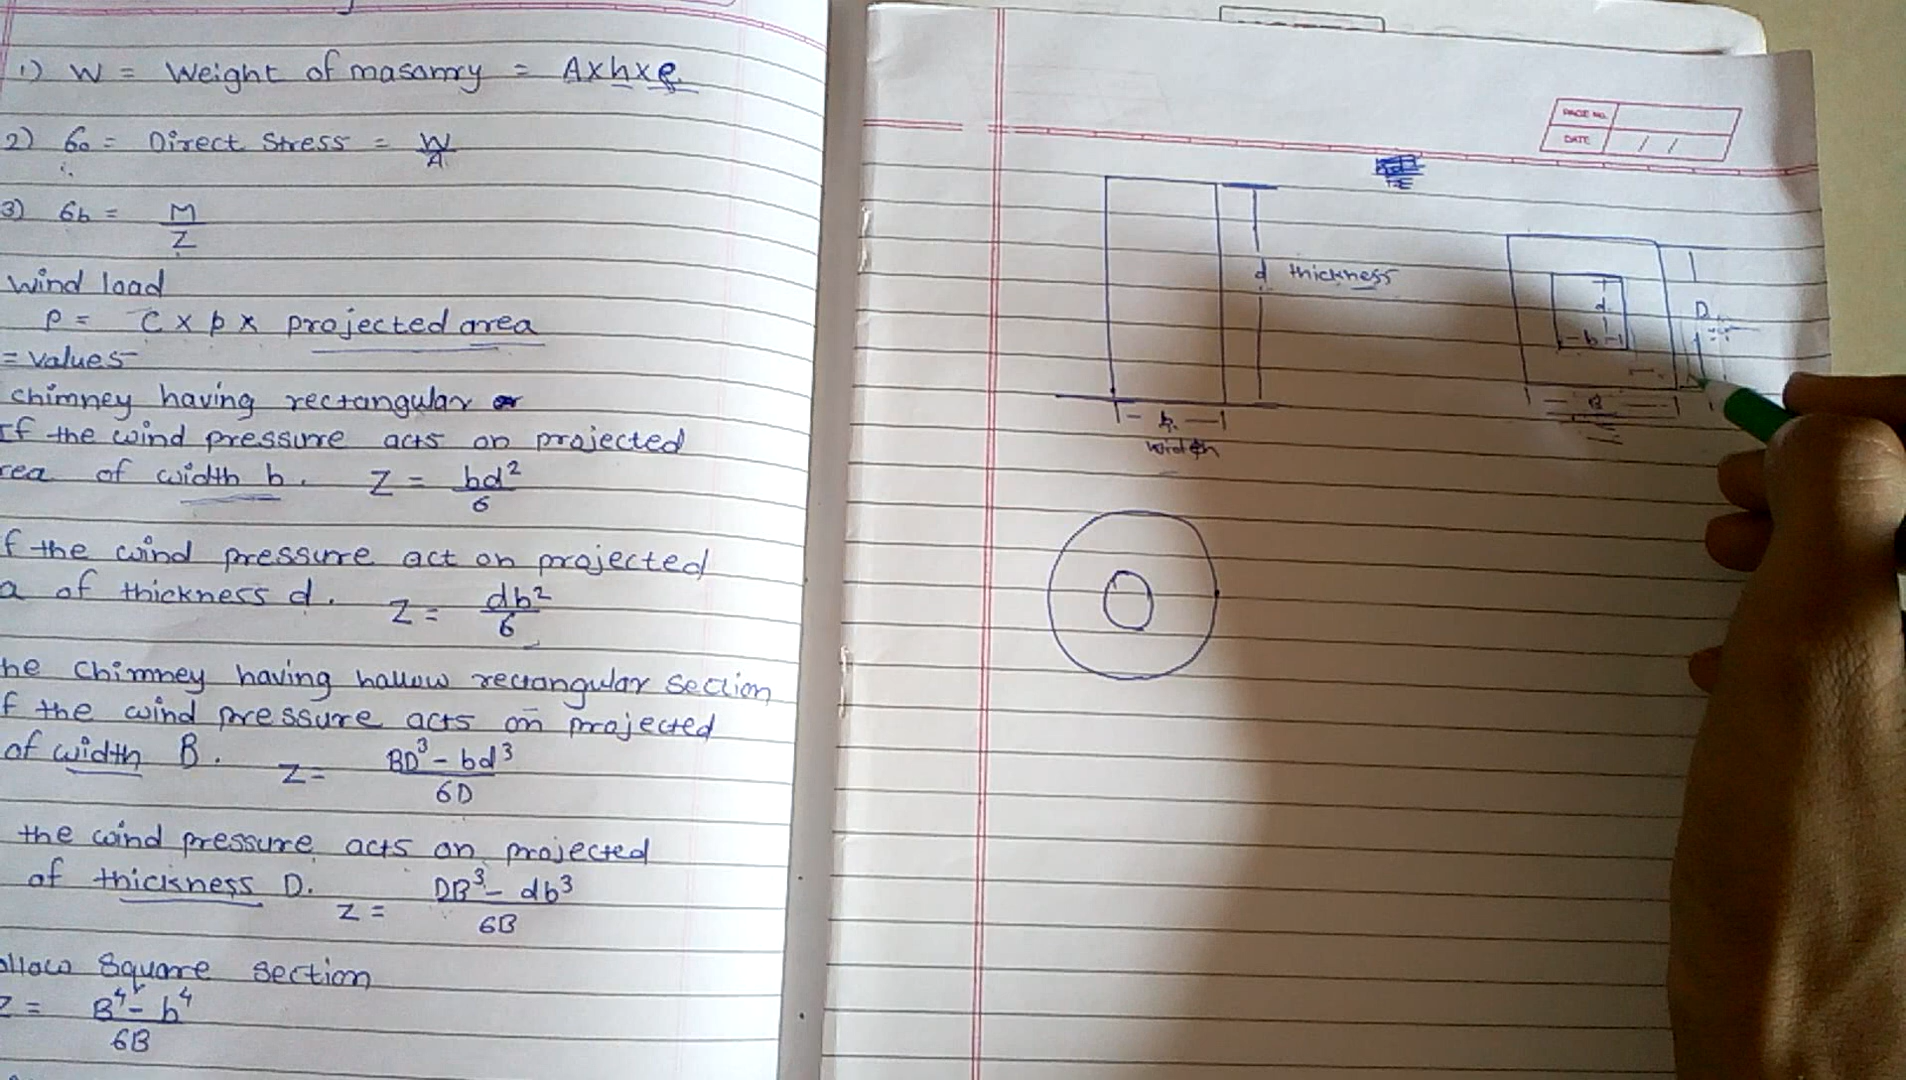 1) W = Weight of masonry = A×h×ρ
2) σ₀ = Direct Stress = W/A
3) σb = M/Z
Wind load
P = C × p × projected area
= values
chimney having rectangular or
If the wind pressure acts on projected
rea of width b. Z = bd²/6
f the wind pressure act on projected
a of thickness d. Z = db²/6
he Chimney having hallow rectangular section
f the wind pressure acts on projected
of width B. Z = BD³ - bd³/6D
the wind pressure acts on projected
of thickness D. Z = DB³ - db³/6B
ollow Square section
Z = B⁴ - b⁴/6B
PAGE NO.
DATE / /
d thickness
b
width
d
b
D
B